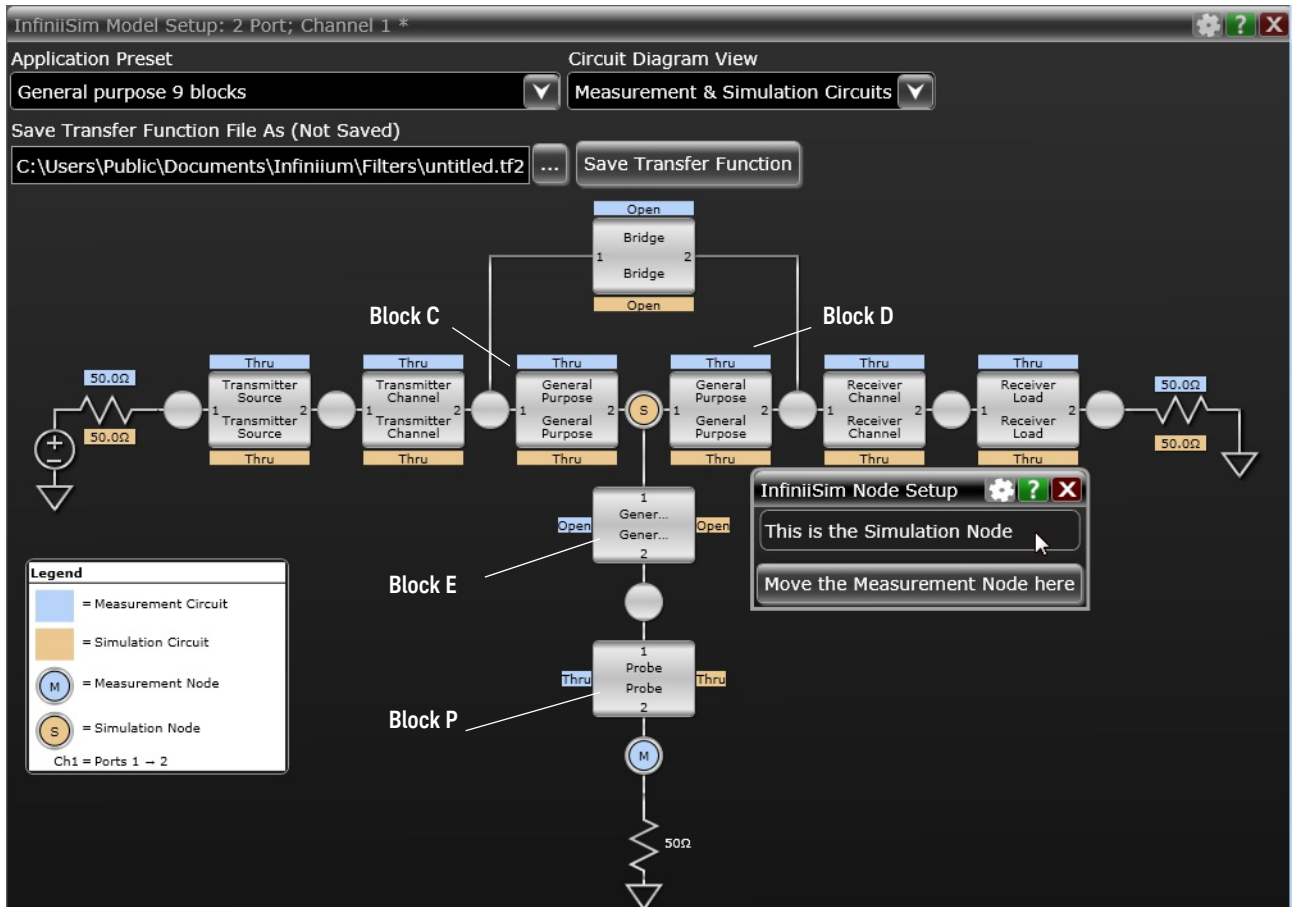 InfiniiSim Model Setup: 2 Port; Channel 1 *
?
X
Application Preset
Circuit Diagram View
General purpose 9 blocks
Measurement & Simulation Circuits
Save Transfer Function File As (Not Saved)
C:\Users\Public\Documents\Infiniium\Filters\untitled.tf2
...
Save Transfer Function
Open
Bridge
1 2
Bridge
Open
Block C
Block D
Thru
Thru
Thru
Thru
Thru
Thru
50.0Ω
Transmitter
Source
1 2
Transmitter
Source
Transmitter
Channel
1 2
Transmitter
Channel
General
Purpose
1 2
General
Purpose
S
General
Purpose
1 2
General
Purpose
Receiver
Channel
1 2
Receiver
Channel
Receiver
Load
1 2
Receiver
Load
50.0Ω
50.0Ω
50.0Ω
+
−
Thru
Thru
Thru
Thru
Thru
Thru
InfiniiSim Node Setup
?
X
This is the Simulation Node
Move the Measurement Node here
1
Gener...
Open
Open
Gener...
2
Block E
1
Probe
Thru
Thru
Probe
2
Block P
M
50Ω
Legend
= Measurement Circuit
= Simulation Circuit
M = Measurement Node
S = Simulation Node
Ch1 = Ports 1 → 2